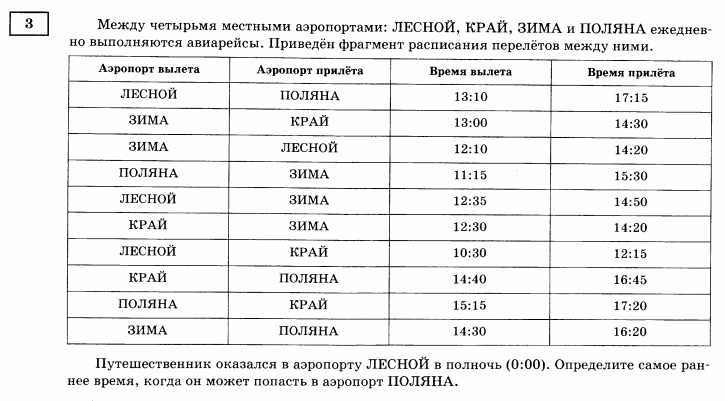 3
Между четырьмя местными аэропортами: ЛЕСНОЙ, КРАЙ, ЗИМА и ПОЛЯНА ежеднев-
но выполняются авиарейсы. Приведён фрагмент расписания перелётов между ними.
Аэропорт вылета Аэропорт прилёта Время вылета Время прилёта
ЛЕСНОЙ ПОЛЯНА 13:10 17:15
ЗИМА КРАЙ 13:00 14:30
ЗИМА ЛЕСНОЙ 12:10 14:20
ПОЛЯНА ЗИМА 11:15 15:30
ЛЕСНОЙ ЗИМА 12:35 14:50
КРАЙ ЗИМА 12:30 14:20
ЛЕСНОЙ КРАЙ 10:30 12:15
КРАЙ ПОЛЯНА 14:40 16:45
ПОЛЯНА КРАЙ 15:15 17:20
ЗИМА ПОЛЯНА 14:30 16:20
Путешественник оказался в аэропорту ЛЕСНОЙ в полночь (0:00). Определите самое ран-
нее время, когда он может попасть в аэропорт ПОЛЯНА.